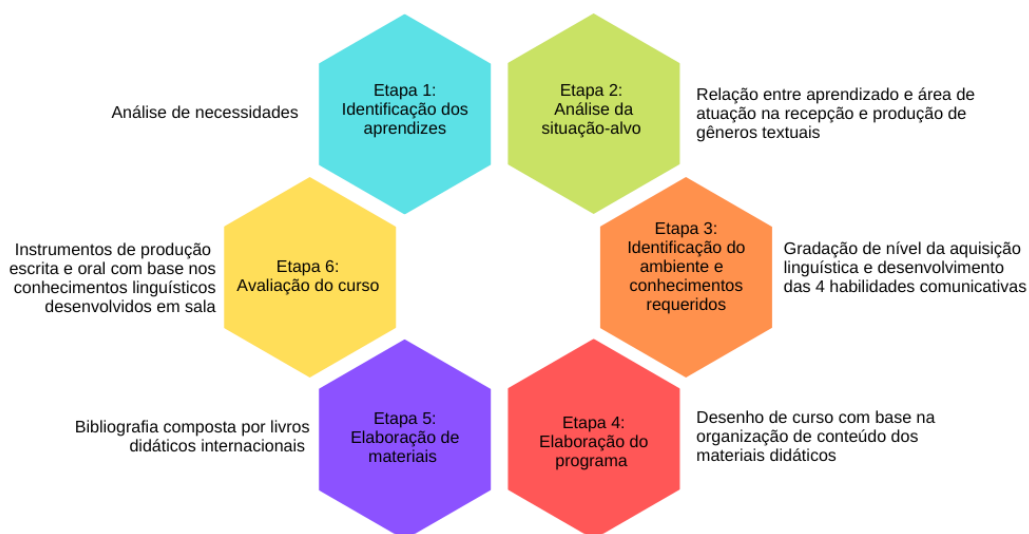 Análise de necessidades
Etapa 1:
Identificação dos
aprendizes
Etapa 2:
Análise da
situação-alvo
Relação entre aprendizado e área de
atuação na recepção e produção de
gêneros textuais
Etapa 3:
Identificação do
ambiente e
conhecimentos
requeridos
Gradação de nível da aquisição
linguística e desenvolvimento
das 4 habilidades comunicativas
Etapa 4:
Elaboração do
programa
Desenho de curso com base na
organização de conteúdo dos
materiais didáticos
Etapa 5:
Elaboração de
materiais
Bibliografia composta por livros
didáticos internacionais
Etapa 6:
Avaliação do curso
Instrumentos de produção
escrita e oral com base nos
conhecimentos linguísticos
desenvolvidos em sala